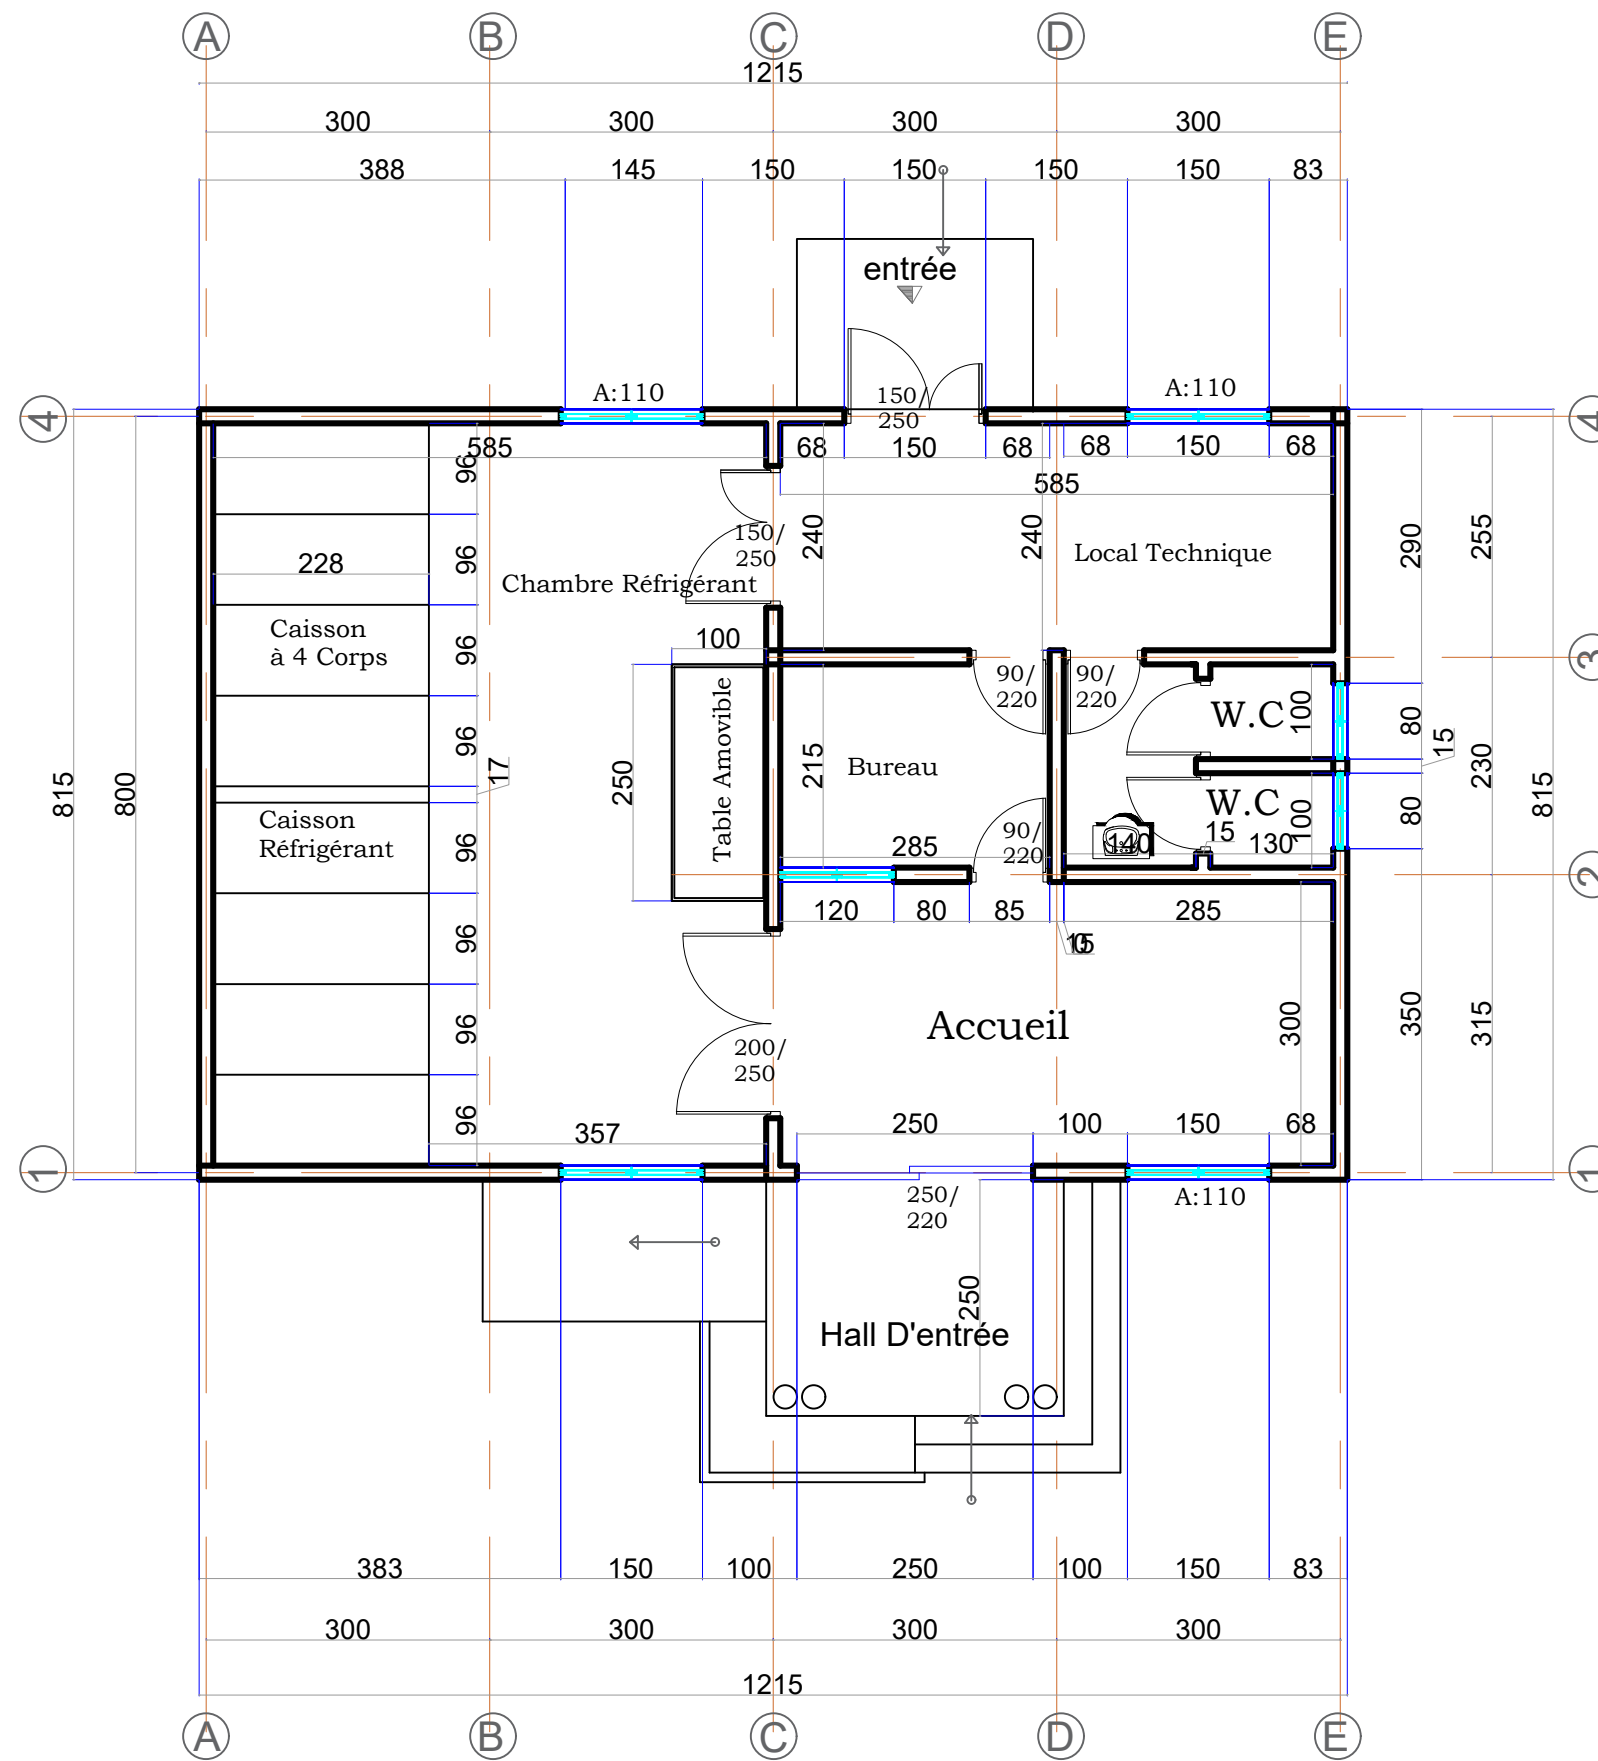 A B C D E
1215
300 300 300 300
388 145 150 150 150 150 83
entrée
A:110 A:110
150/
250
4 4
585 68 150 68 68 150 68
585
96
240 240 290 255
150/
250
Local Technique
96
228 Chambre Réfrigérant
Caisson
à 4 Corps
96
100
3
90/
220
90/
220
W.C 100
80 15
96 17 250 Table Amovible 215 Bureau
815 800 230 815
W.C 100
80
Caisson
Réfrigérant
96
285
90/
220
140 15 130
2
120 80 85 285
15
96
Accueil
300 350 315
96
200/
250
96
357 250 100 150 68
1 1
250/
220
A:110
250
Hall D'entrée
383 150 100 250 100 150 83
300 300 300 300
1215
A B C D E